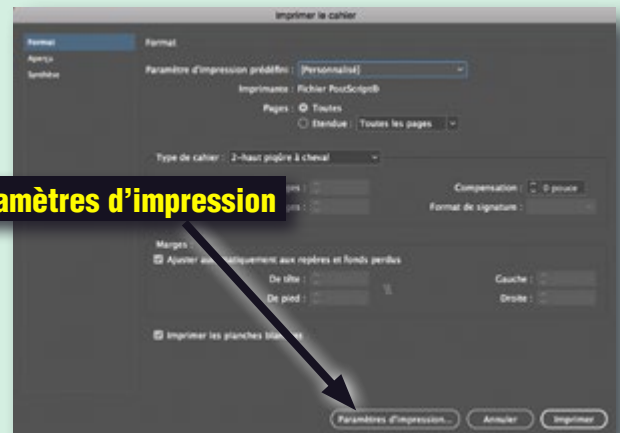 Imprimer le cahier
Format
Aperçu
Synthèse
Format
Paramètre d'impression prédéfini : [Personnalisé]
Imprimante : Fichier PostScript®
Pages : Toutes
Etendue : Toutes les pages
Type de cahier : 2-haut piqûre à cheval
Compensation : 0 pouce
Format de signature :
amètres d'impression
Marges :
Ajuster automatiquement aux repères et fonds perdus
De tête :
Gauche :
De pied :
Droite :
Imprimer les planches
Paramètres d'impression...
Annuler
Imprimer